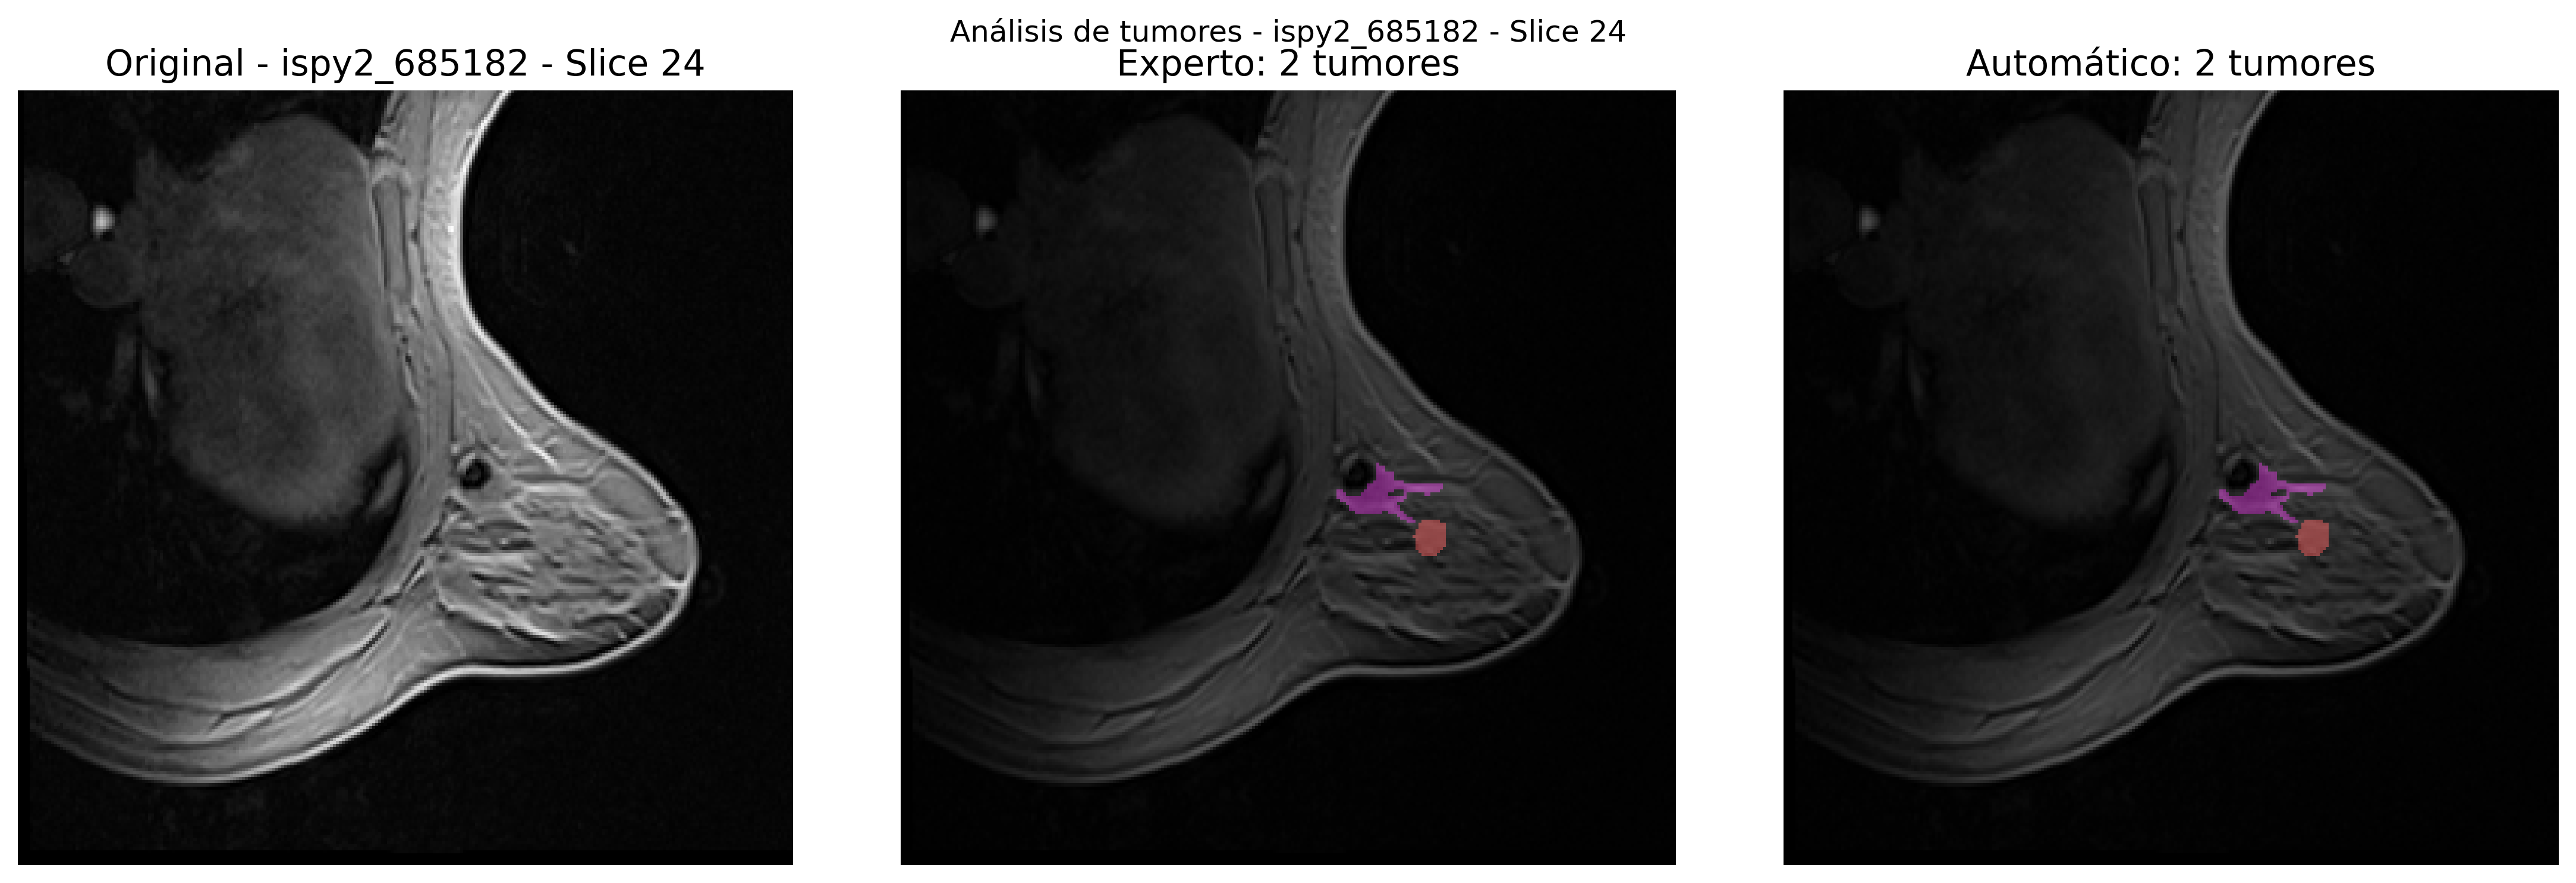 Análisis de tumores - ispy2_685182 - Slice 24
Original - ispy2_685182 - Slice 24
Experto: 2 tumores
Automático: 2 tumores